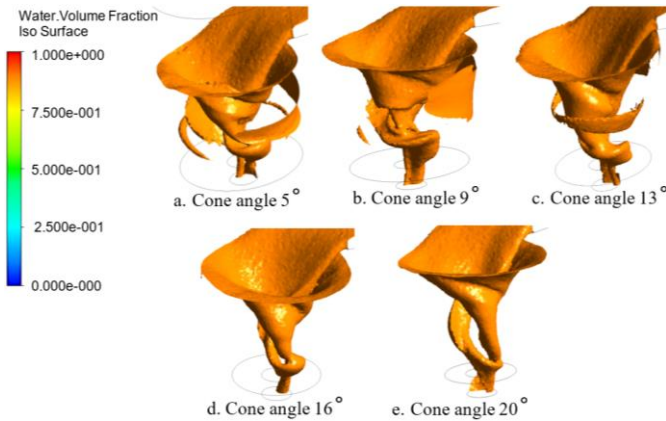 Water.Volume Fraction
Iso Surface
1.000e+000
7.500e-001
5.000e-001
2.500e-001
0.000e-000
a. Cone angle 5°
b. Cone angle 9°
c. Cone angle 13°
d. Cone angle 16°
e. Cone angle 20°